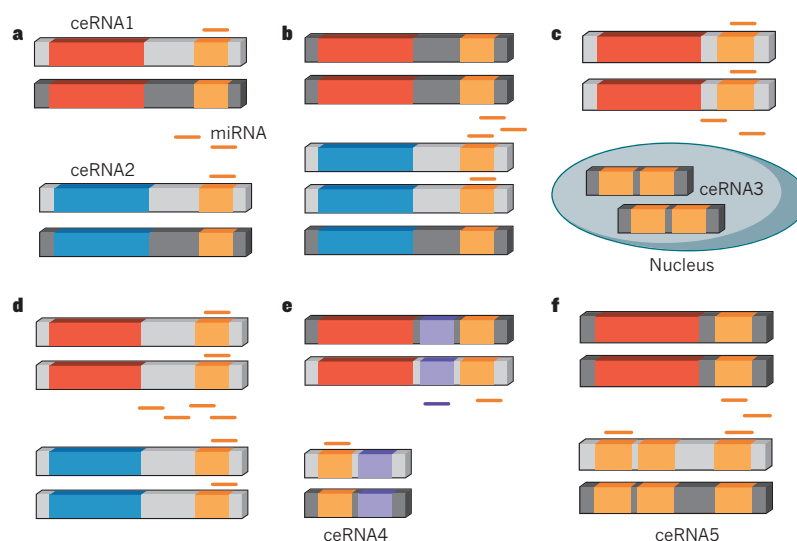 a
ceRNA1
miRNA
ceRNA2
b
c
ceRNA3
Nucleus
d
e
ceRNA4
f
ceRNA5